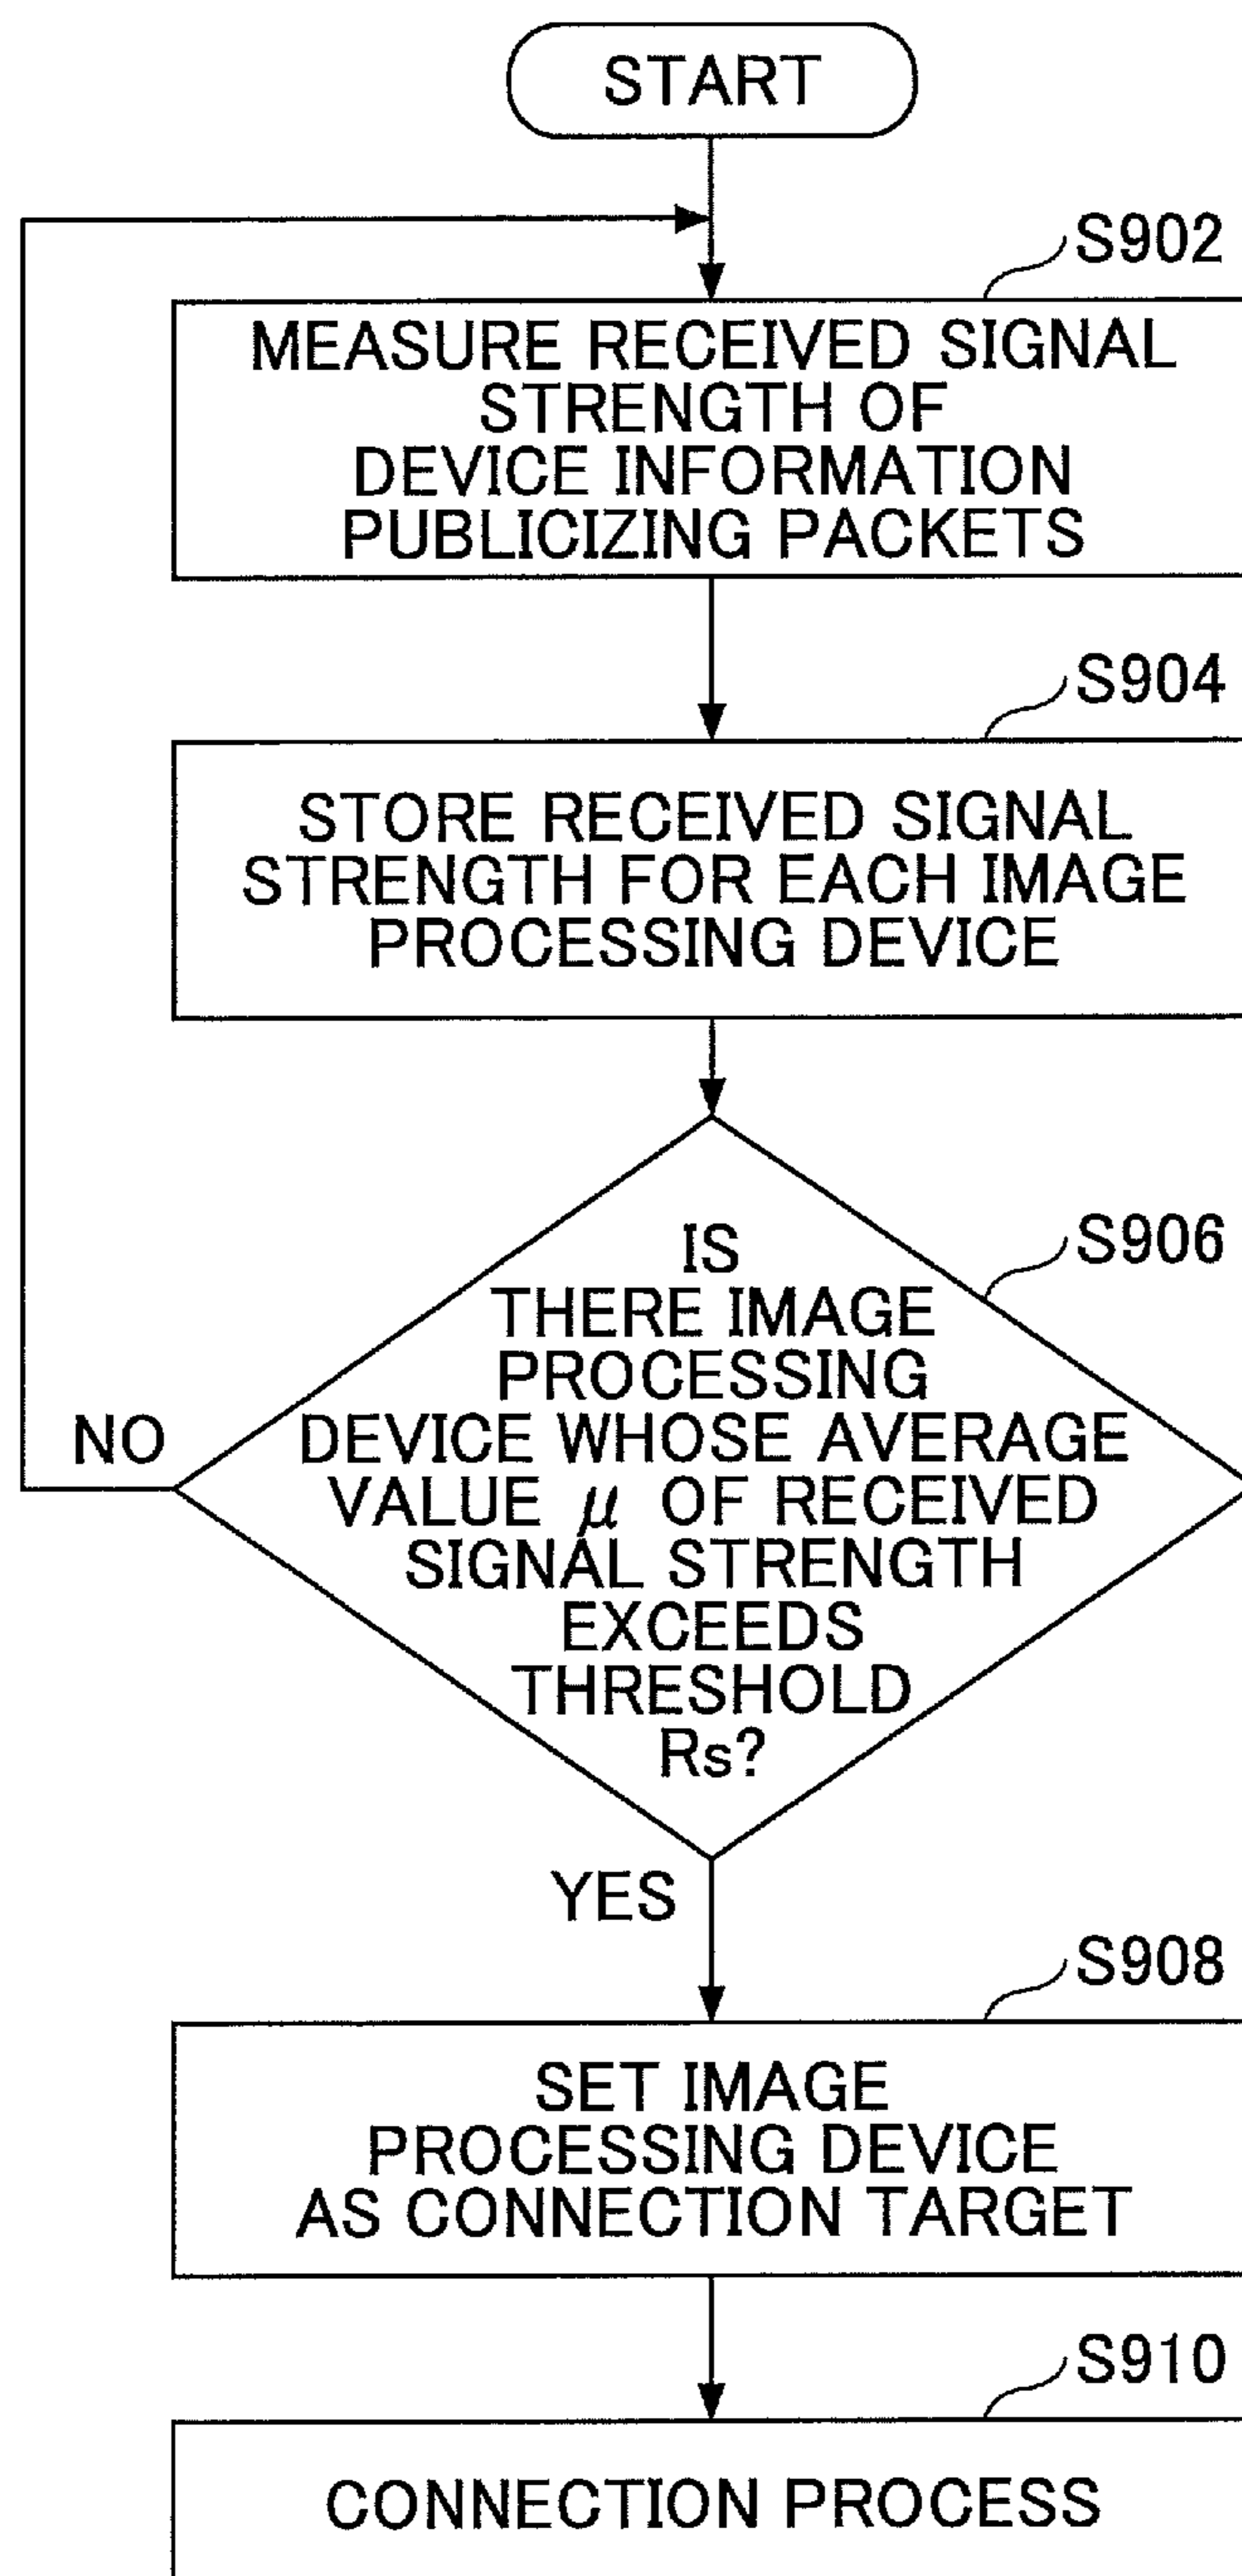 START
S902
MEASURE RECEIVED SIGNAL
STRENGTH OF
DEVICE INFORMATION
PUBLICIZING PACKETS
S904
STORE RECEIVED SIGNAL
STRENGTH FOR EACH IMAGE
PROCESSING DEVICE
S906
IS
THERE IMAGE
PROCESSING
DEVICE WHOSE AVERAGE
VALUE μ OF RECEIVED
SIGNAL STRENGTH
EXCEEDS
THRESHOLD
Rs?
NO
YES
S908
SET IMAGE
PROCESSING DEVICE
AS CONNECTION TARGET
S910
CONNECTION PROCESS